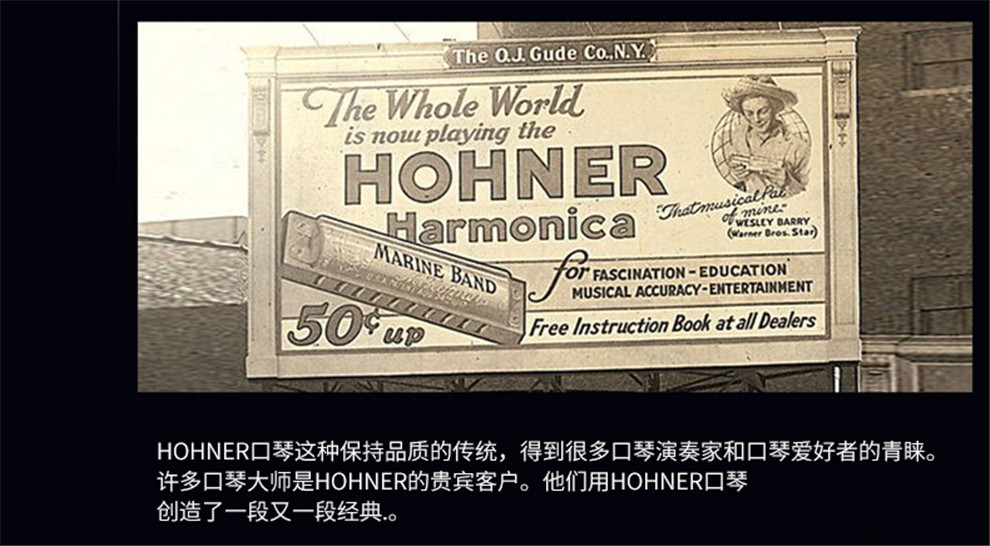 The O.J. Gude Co., N.Y.
The Whole World
is now playing the
HOHNER
Harmonica
"That musical Pal
of mine."
WESLEY BARRY
(Warner Bros. Star)
MARINE BAND
for FASCINATION - EDUCATION
MUSICAL ACCURACY - ENTERTAINMENT
50¢ up
Free Instruction Book at all Dealers
HOHNER口琴这种保持品质的传统，得到很多口琴演奏家和口琴爱好者的青睐。
许多口琴大师是HOHNER的贵宾客户。他们用HOHNER口琴
创造了一段又一段经典.。